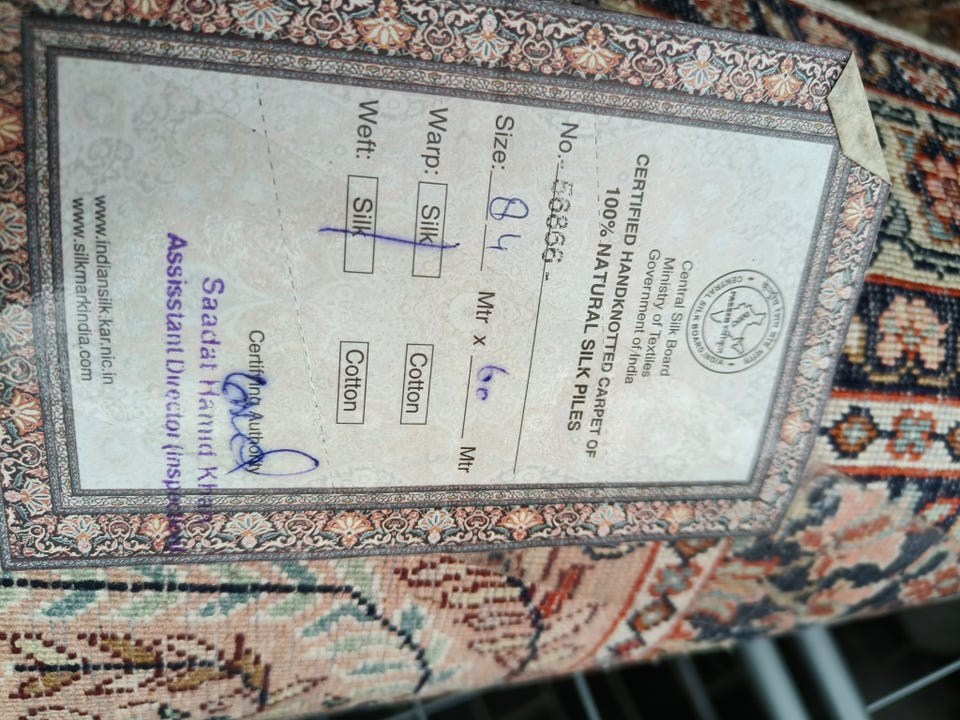 Central Silk Board
Ministry of Textiles
Government of India
CERTIFIED HANDKNOTTED CARPET OF
100% NATURAL SILK PILES
No.:- 58866 -
Size: 84 Mtr x 60 Mtr
Warp: Silk Cotton
Weft: Silk Cotton
Certifying Authority
Saadat Hamid
Assisstant Director
www.indiansilk.kar.nic.in
www.silkmarkindia.com